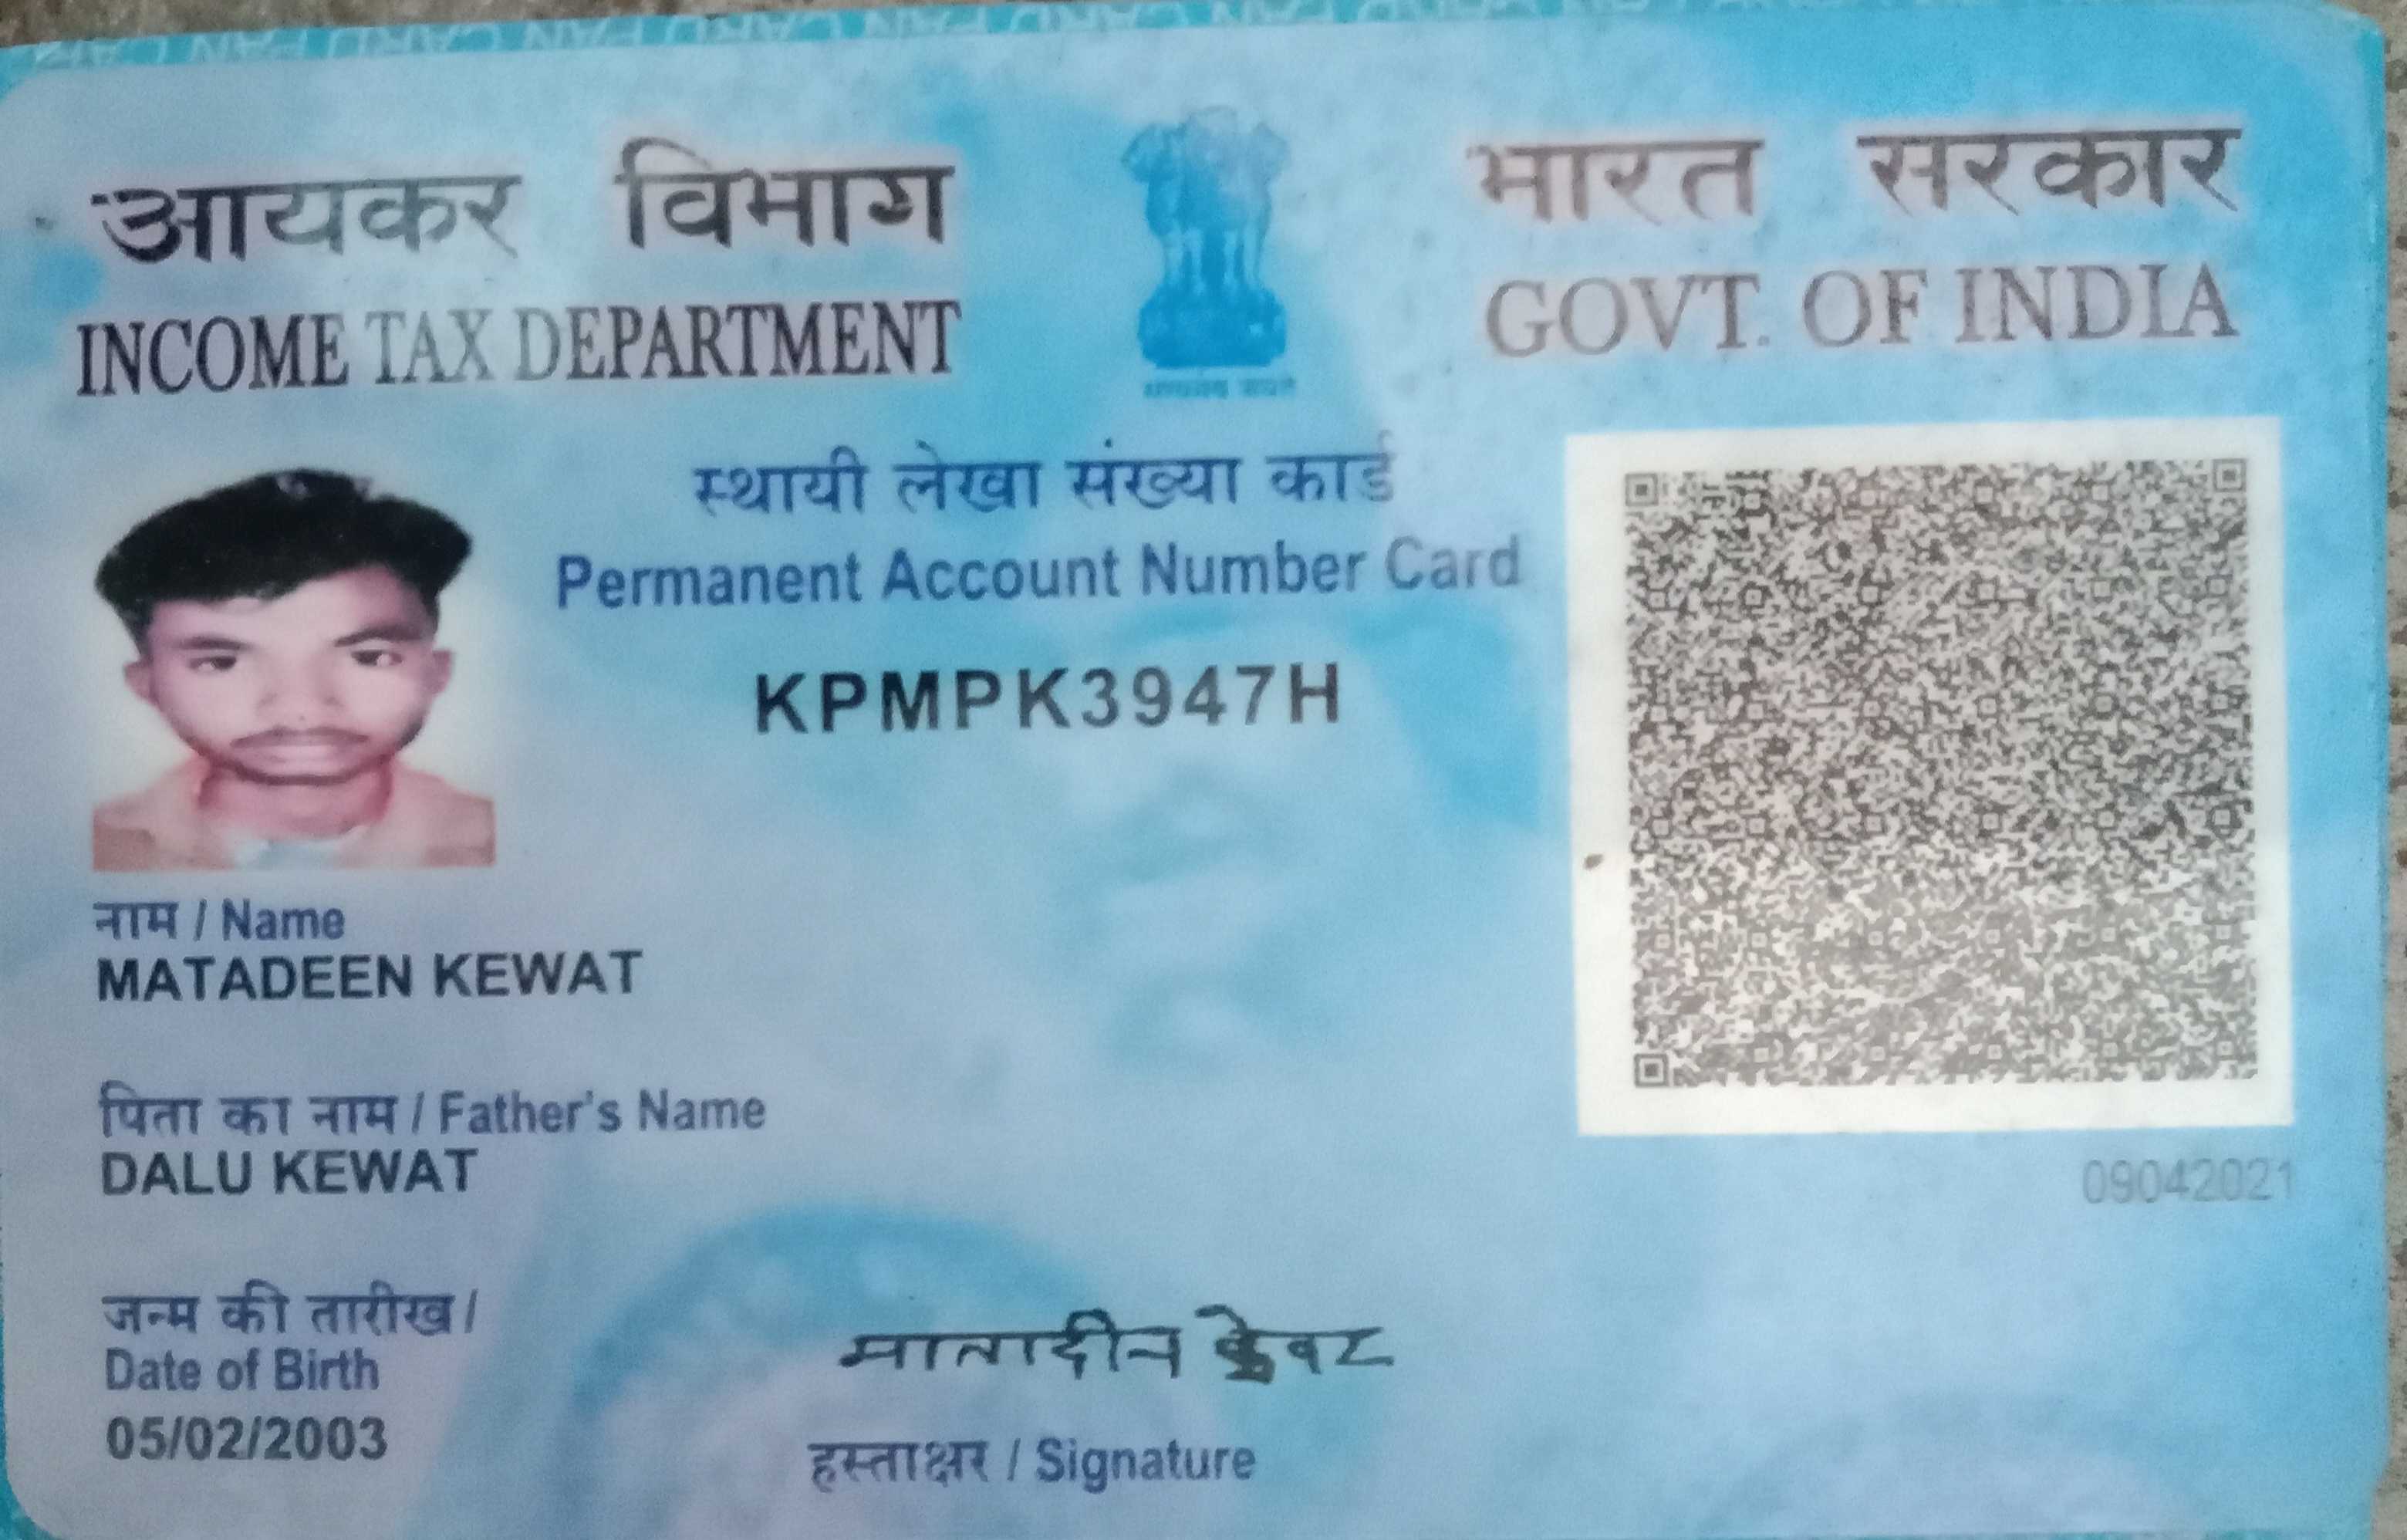 आयकर विभाग
INCOME TAX DEPARTMENT
भारत सरकार
GOVT. OF INDIA
स्थायी लेखा संख्या कार्ड
Permanent Account Number Card
KPMPK3947H
नाम / Name
MATADEEN KEWAT
पिता का नाम / Father's Name
DALU KEWAT
09042021
जन्म की तारीख /
Date of Birth
05/02/2003
मातादीन केवट
हस्ताक्षर / Signature